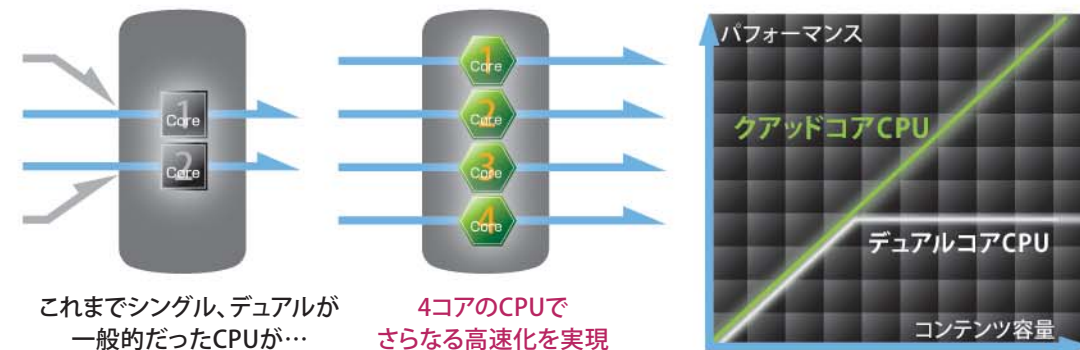 1
Core
2
Core
これまでシングル、デュアルが
一般的だったCPUが…
1
Core
2
Core
3
Core
4
Core
4コアのCPUで
さらなる高速化を実現
パフォーマンス
クアッドコアCPU
デュアルコアCPU
コンテンツ容量